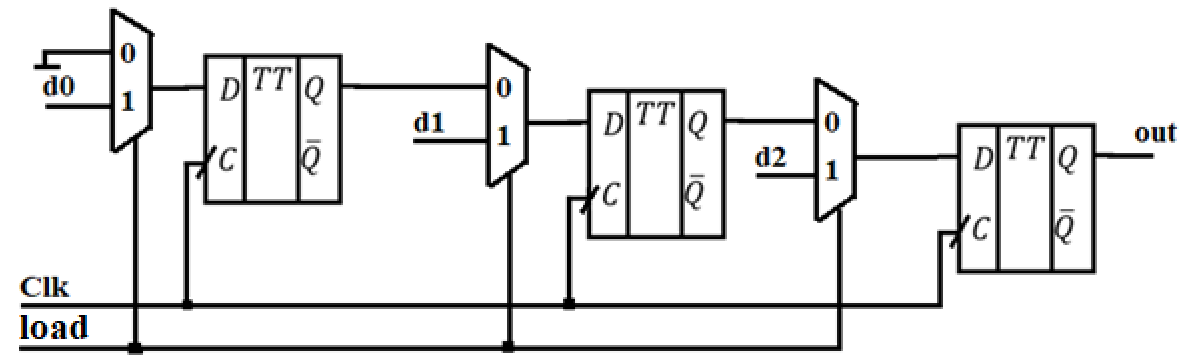 0
d0
1
D TT Q
C Q̄
0
d1
1
D TT Q
C Q̄
0
d2
1
D TT Q
C Q̄
out
Clk
load